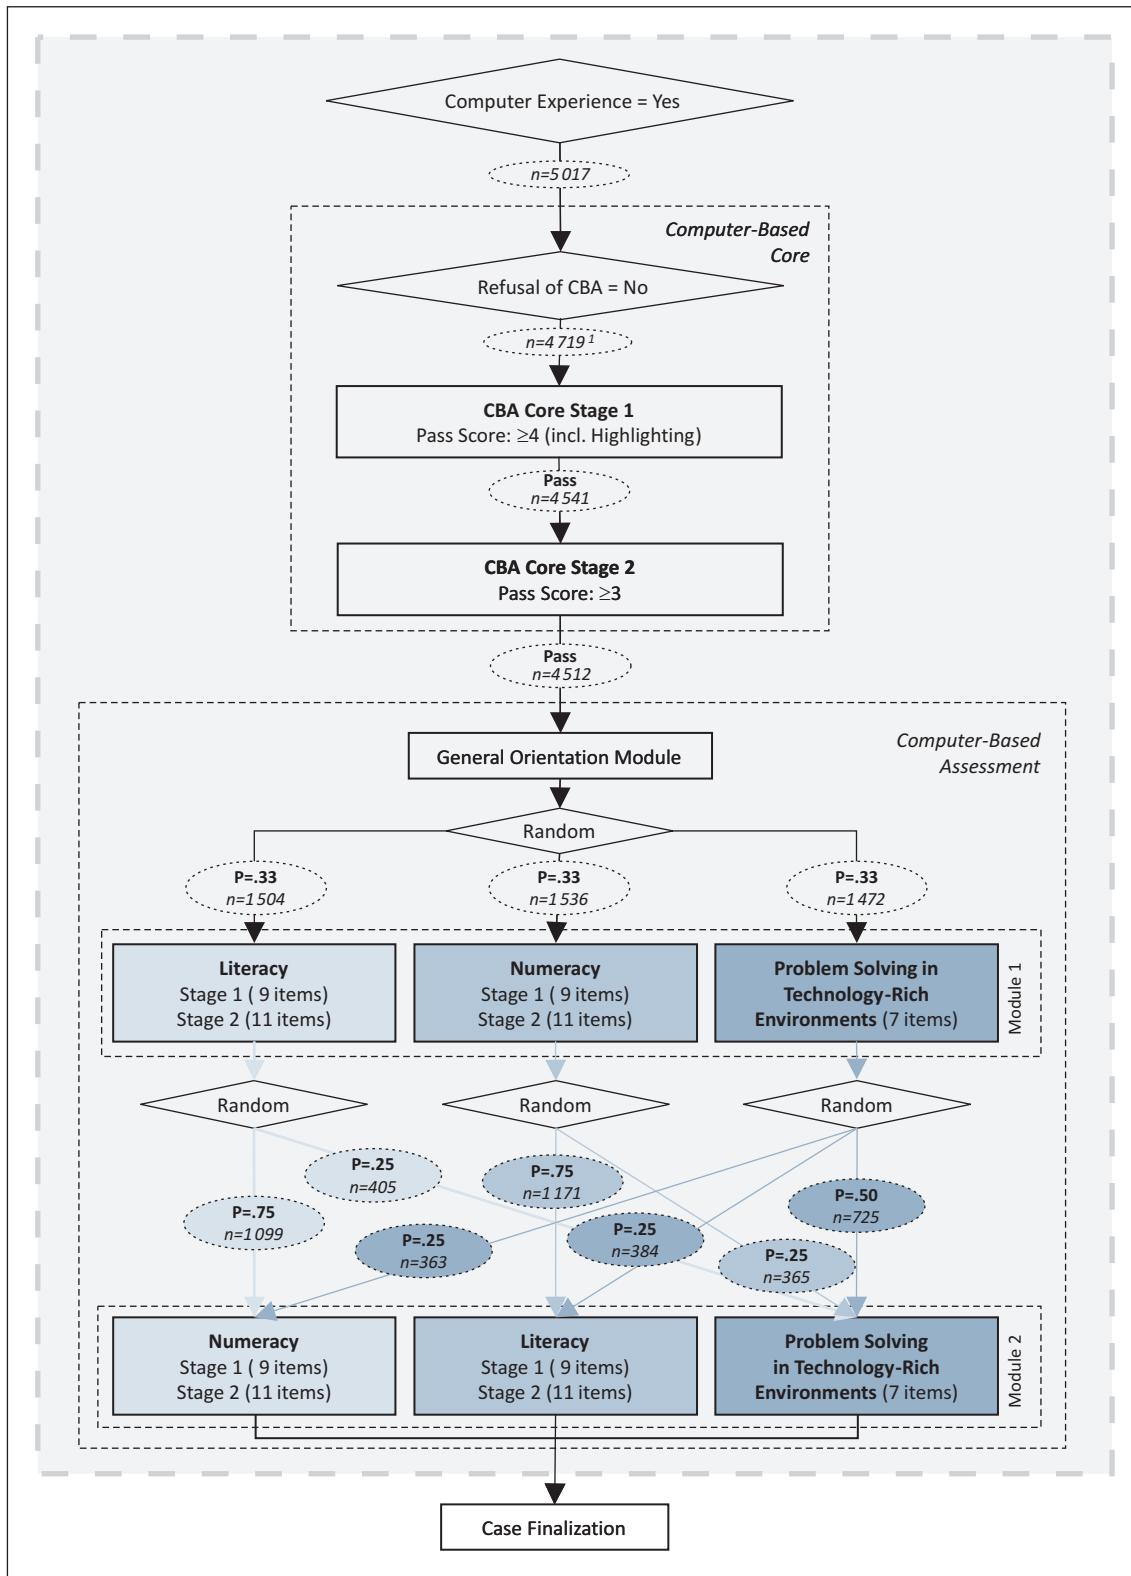 Computer Experience = Yes
n=5 017
Computer-Based
Core
Refusal of CBA = No
n=4 719 1
CBA Core Stage 1
Pass Score: ≥4 (incl. Highlighting)
Pass
n=4 541
CBA Core Stage 2
Pass Score: ≥3
Pass
n=4 512
Computer-Based
Assessment
General Orientation Module
Random
P=.33
n=1 504
P=.33
n=1 536
P=.33
n=1 472
Literacy
Stage 1 ( 9 items)
Stage 2 (11 items)
Numeracy
Stage 1 ( 9 items)
Stage 2 (11 items)
Problem Solving in
Technology-Rich
Environments (7 items)
Module 1
Random
Random
Random
P=.25
n=405
P=.75
n=1 171
P=.50
n=725
P=.75
n=1 099
P=.25
n=363
P=.25
n=384
P=.25
n=365
Numeracy
Stage 1 ( 9 items)
Stage 2 (11 items)
Literacy
Stage 1 ( 9 items)
Stage 2 (11 items)
Problem Solving
in Technology-Rich
Environments (7 items)
Module 2
Case Finalization